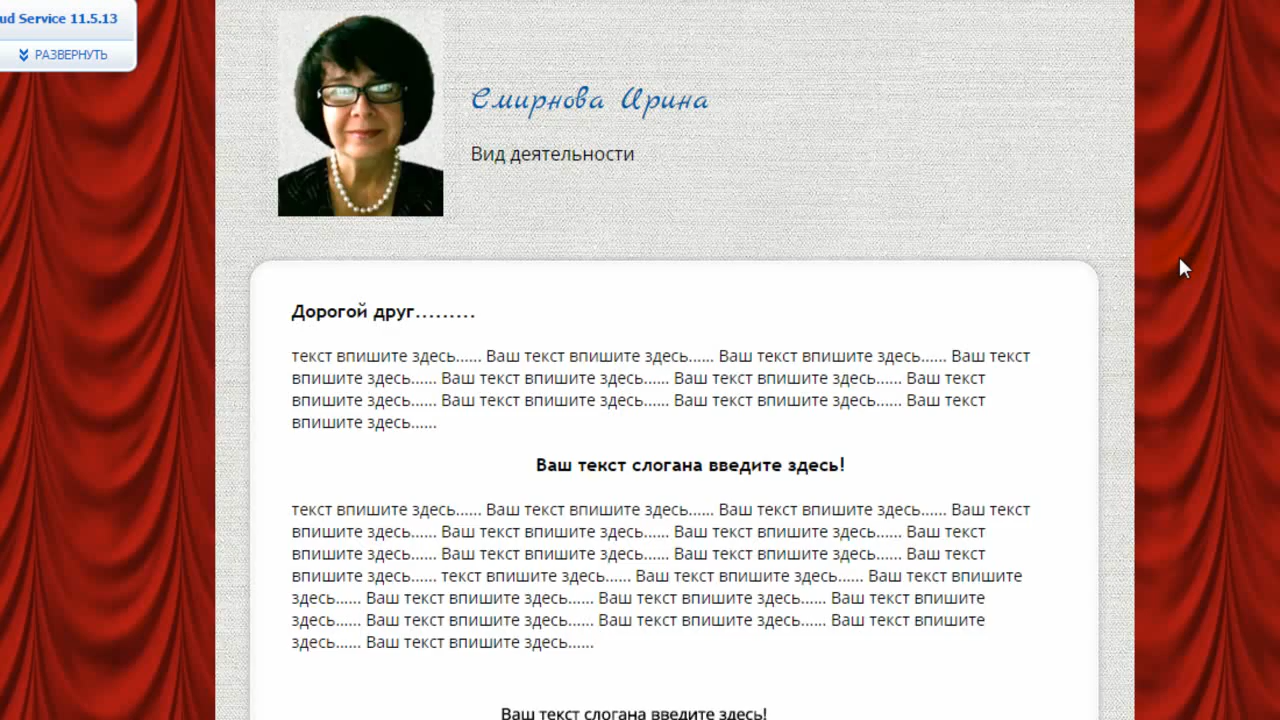 ud Service 11.5.13
РАЗВЕРНУТЬ
Смирнова Ирина
Вид деятельности
Дорогой друг.........
текст впишите здесь...... Ваш текст впишите здесь...... Ваш текст впишите здесь...... Ваш текст
впишите здесь...... Ваш текст впишите здесь...... Ваш текст впишите здесь...... Ваш текст
впишите здесь...... Ваш текст впишите здесь...... Ваш текст впишите здесь...... Ваш текст
впишите здесь......
Ваш текст слогана введите здесь!
текст впишите здесь...... Ваш текст впишите здесь...... Ваш текст впишите здесь...... Ваш текст
впишите здесь...... Ваш текст впишите здесь...... Ваш текст впишите здесь...... Ваш текст
впишите здесь...... Ваш текст впишите здесь...... Ваш текст впишите здесь...... Ваш текст
впишите здесь...... текст впишите здесь...... Ваш текст впишите здесь...... Ваш текст впишите
здесь...... Ваш текст впишите здесь...... Ваш текст впишите здесь...... Ваш текст впишите
здесь...... Ваш текст впишите здесь...... Ваш текст впишите здесь...... Ваш текст впишите
здесь...... Ваш текст впишите здесь......
Ваш текст слогана введите здесь!